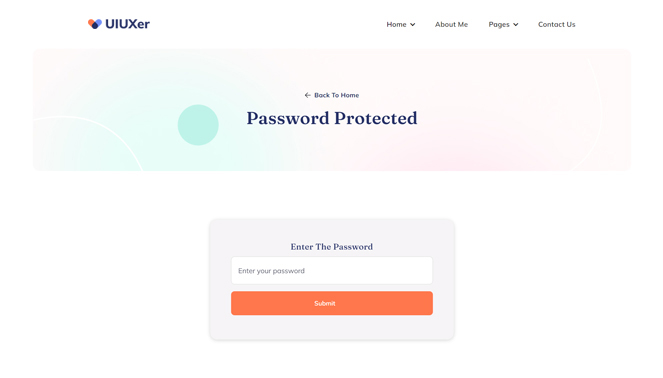 UIUXer
Home
About Me
Pages
Contact Us
Back To Home
Password Protected
Enter The Password
Enter your password
Submit